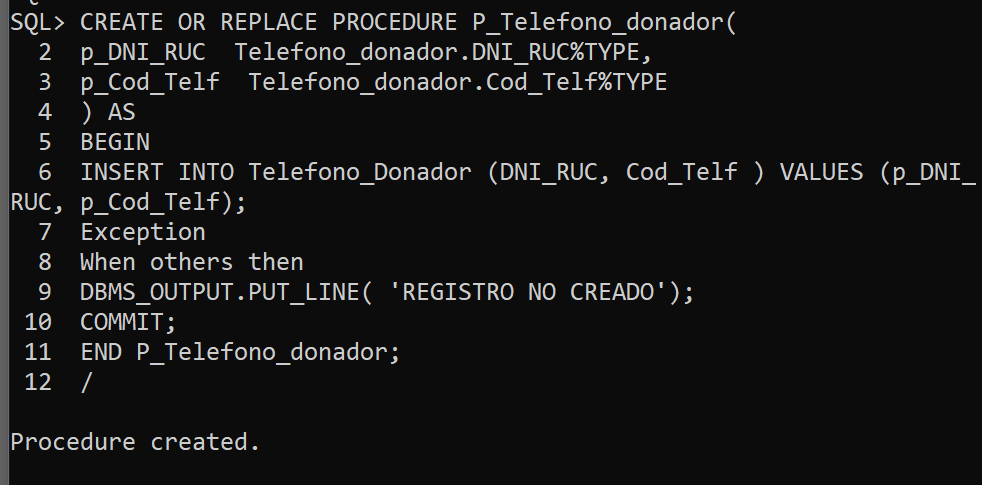 SQL> CREATE OR REPLACE PROCEDURE P_Telefono_donador(
2 p_DNI_RUC Telefono_donador.DNI_RUC%TYPE,
3 p_Cod_Telf Telefono_donador.Cod_Telf%TYPE
4 ) AS
5 BEGIN
6 INSERT INTO Telefono_Donador (DNI_RUC, Cod_Telf ) VALUES (p_DNI_
RUC, p_Cod_Telf);
7 Exception
8 When others then
9 DBMS_OUTPUT.PUT_LINE( 'REGISTRO NO CREADO');
10 COMMIT;
11 END P_Telefono_donador;
12 /
Procedure created.